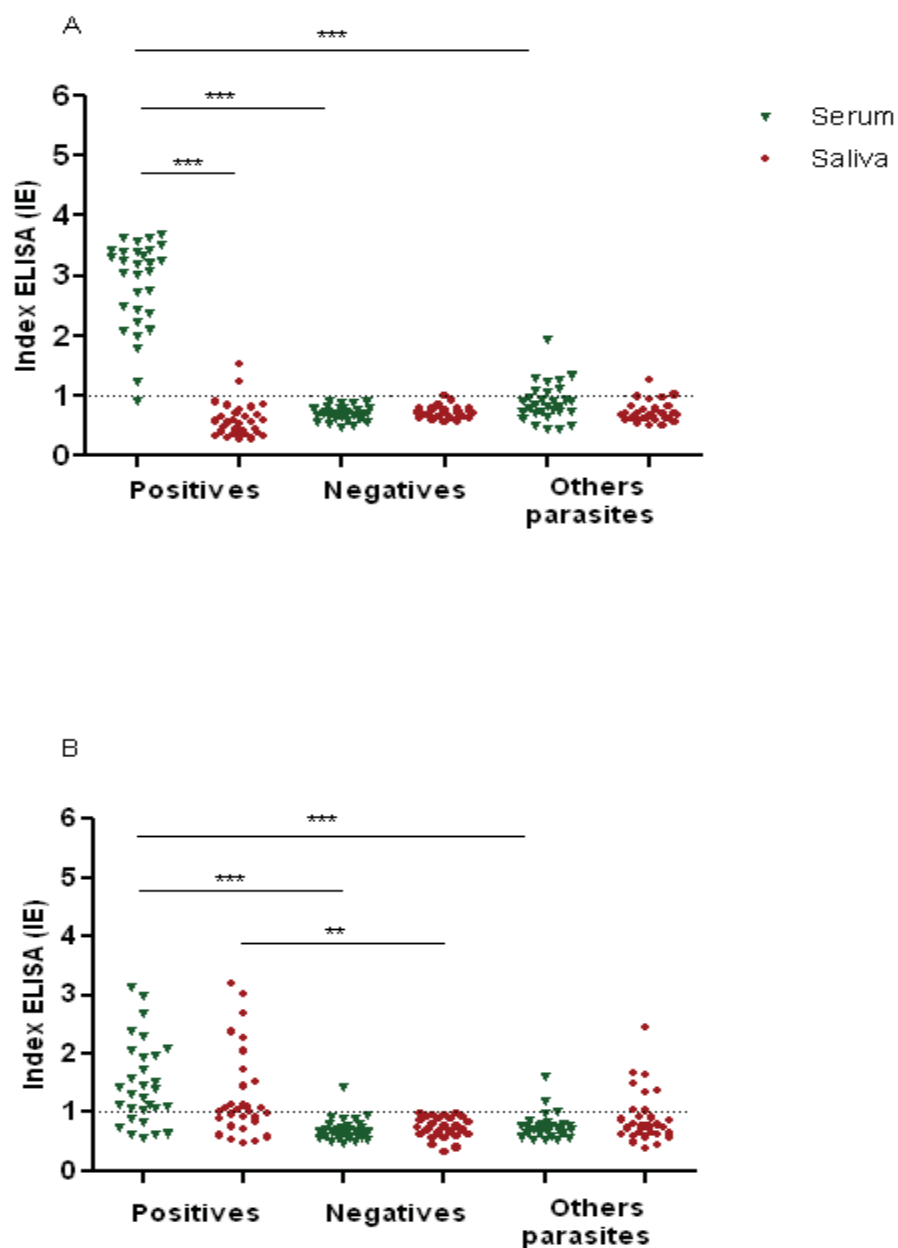 A
***
***
***
Serum
Saliva
Index ELISA (IE)
6
5
4
3
2
1
0
Positives
Negatives
Others
parasites
B
***
***
**
Index ELISA (IE)
6
5
4
3
2
1
0
Positives
Negatives
Others
parasites